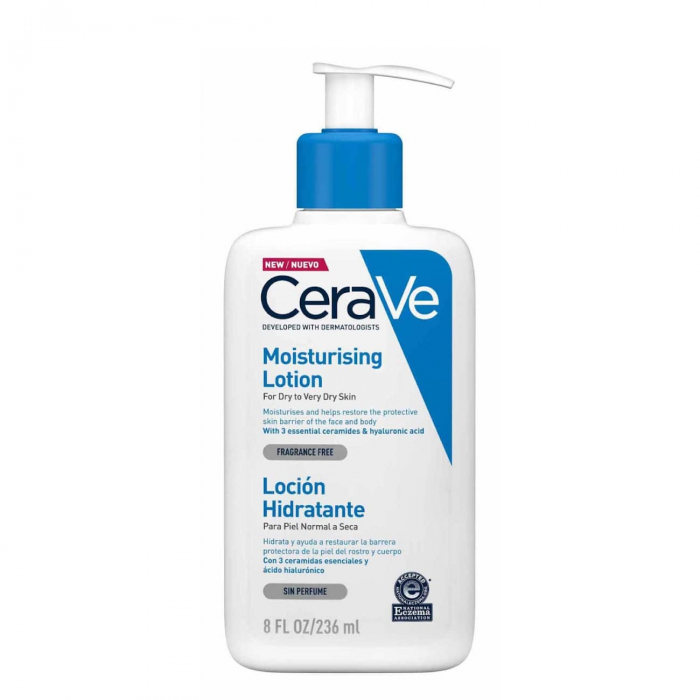 NEW / NUEVO
CeraVe
DEVELOPED WITH DERMATOLOGISTS
Moisturising
Lotion
For Dry to Very Dry Skin
Moisturises and helps restore the protective
skin barrier of the face and body
With 3 essential ceramides & hyaluronic acid
FRAGRANCE FREE
Loción
Hidratante
Para Piel Normal a Seca
Hidrata y ayuda a restaurar la barrera
protectora de la piel del rostro y cuerpo
Con 3 ceramidas esenciales y
ácido hialurónico
SIN PERFUME
ACCEPTED
NATIONAL
Eczema
ASSOCIATION
8 FL OZ/236 ml